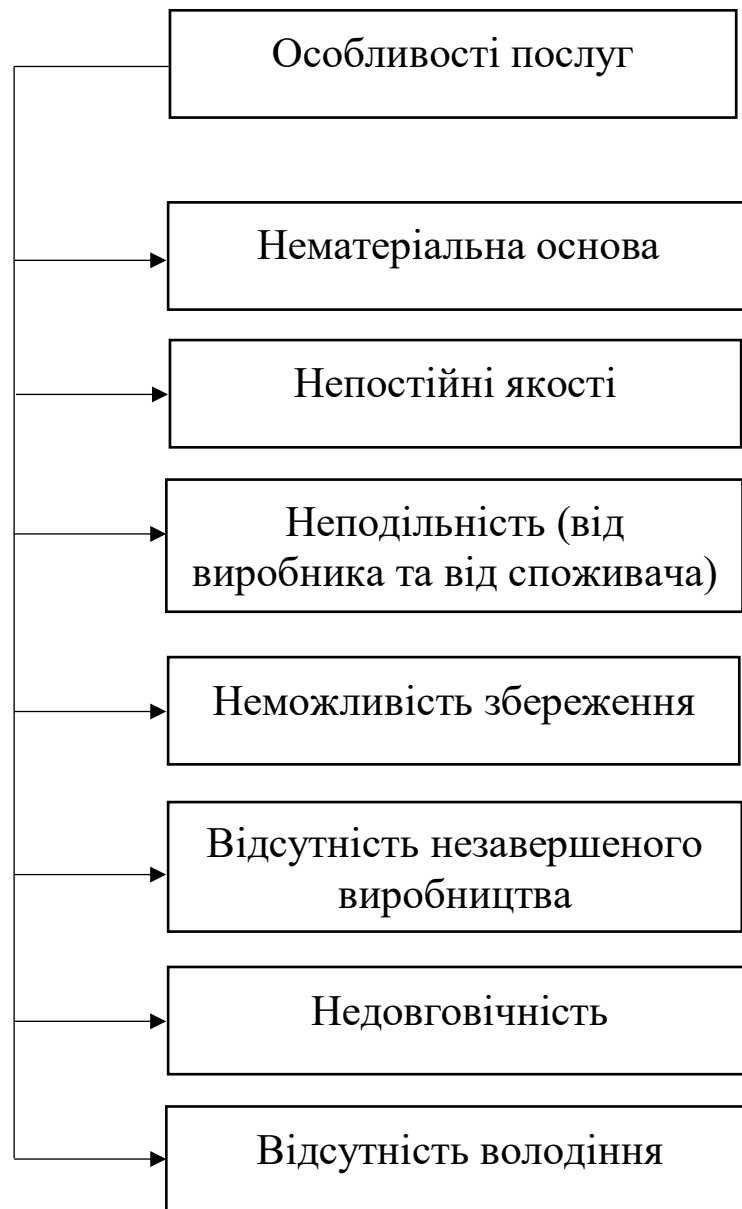 Особливості послуг
Нематеріальна основа
Непостійні якості
Неподільність (від
виробника та від споживача)
Неможливість збереження
Відсутність незавершеного
виробництва
Недовговічність
Відсутність володіння